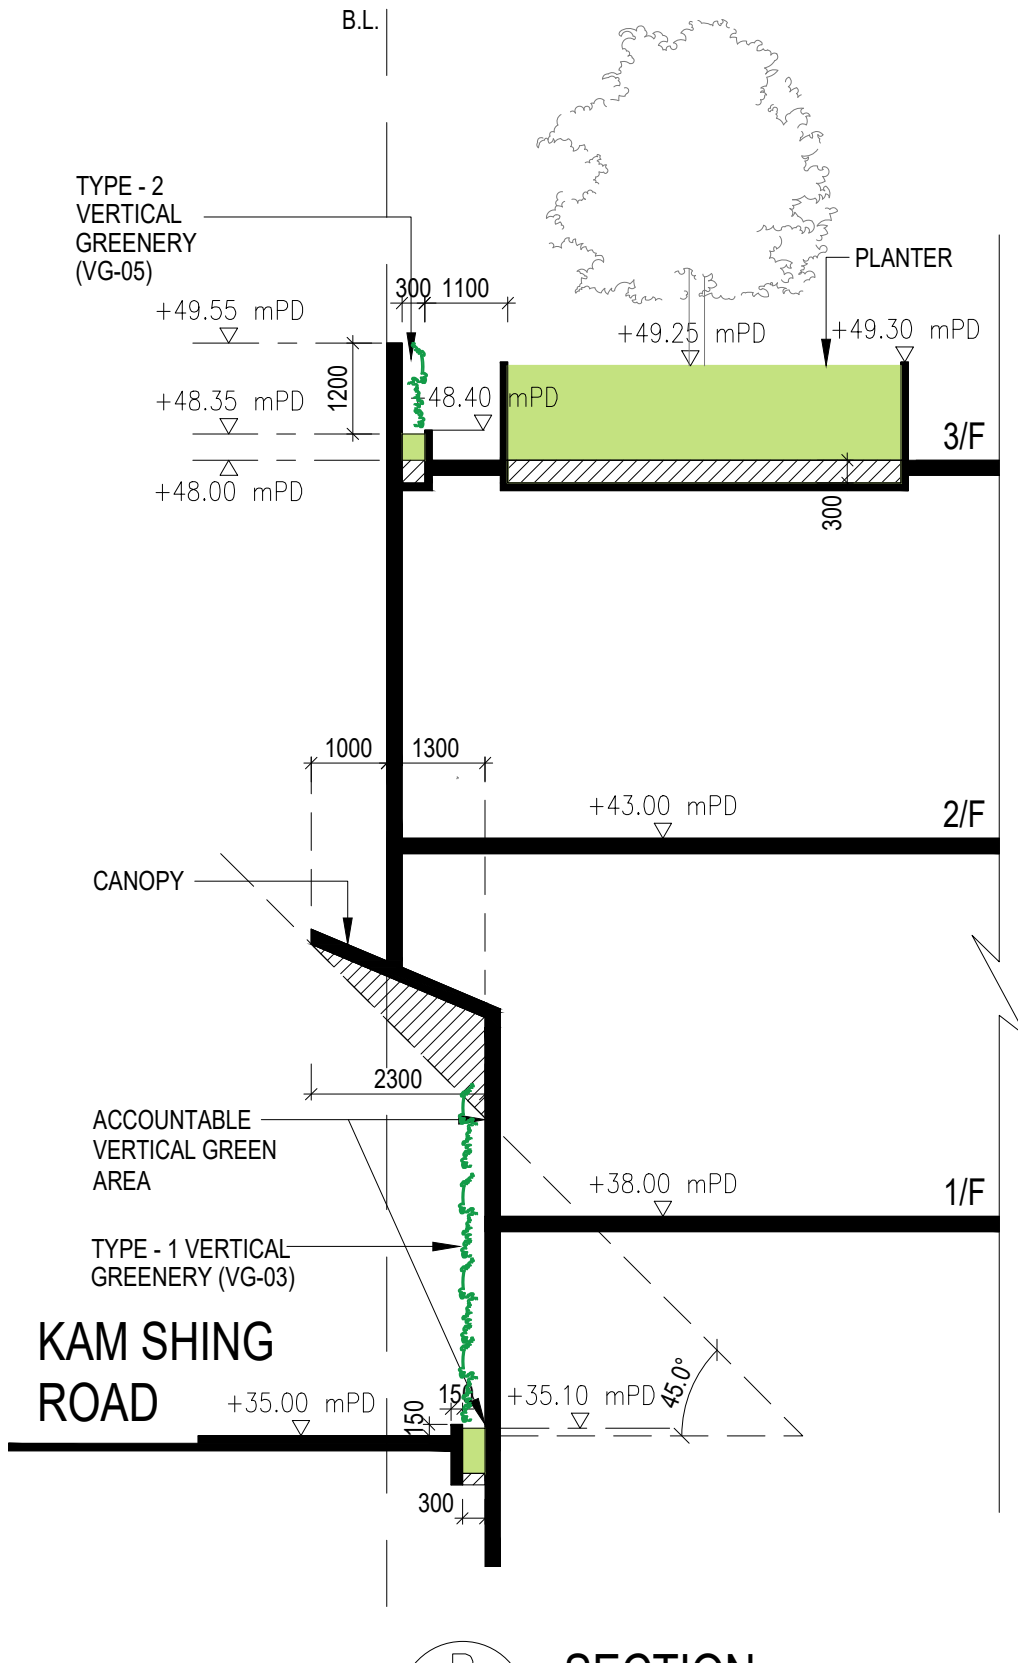 B.L.
TYPE - 2
VERTICAL
GREENERY
(VG-05)
PLANTER
300 1100
+49.55 mPD
+49.25 mPD
+49.30 mPD
1200
+48.35 mPD
48.40 mPD
3/F
+48.00 mPD
300
1000 1300
+43.00 mPD
2/F
CANOPY
2300
ACCOUNTABLE
VERTICAL GREEN
AREA
+38.00 mPD
1/F
TYPE - 1 VERTICAL
GREENERY (VG-03)
KAM SHING
ROAD
45.0°
+35.00 mPD
150
150
+35.10 mPD
300
SECTION